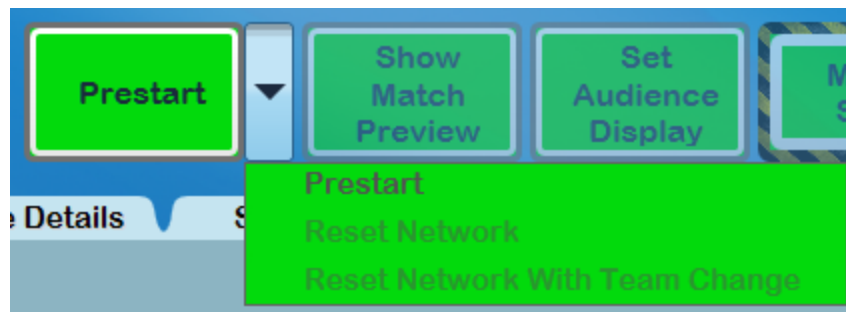 Prestart
Show
Match
Preview
Set
Audience
Display
Prestart
Details
Reset Network
Reset Network With Team Change